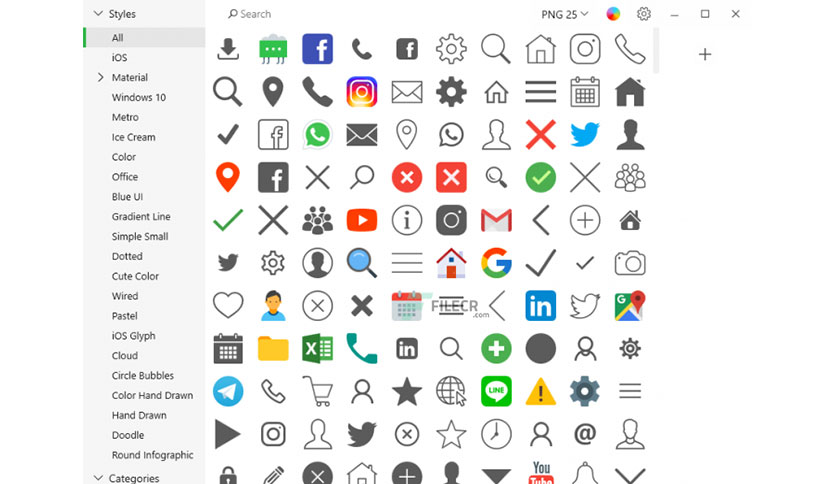 Styles
Search
PNG 25
All
iOS
Material
Windows 10
Metro
Ice Cream
Color
Office
Blue UI
Gradient Line
Simple Small
Dotted
Cute Color
Wired
Pastel
iOS Glyph
Cloud
Circle Bubbles
Color Hand Drawn
Hand Drawn
Doodle
Round Infographic
Categories
FILECR
.com
LINE
You
Tube